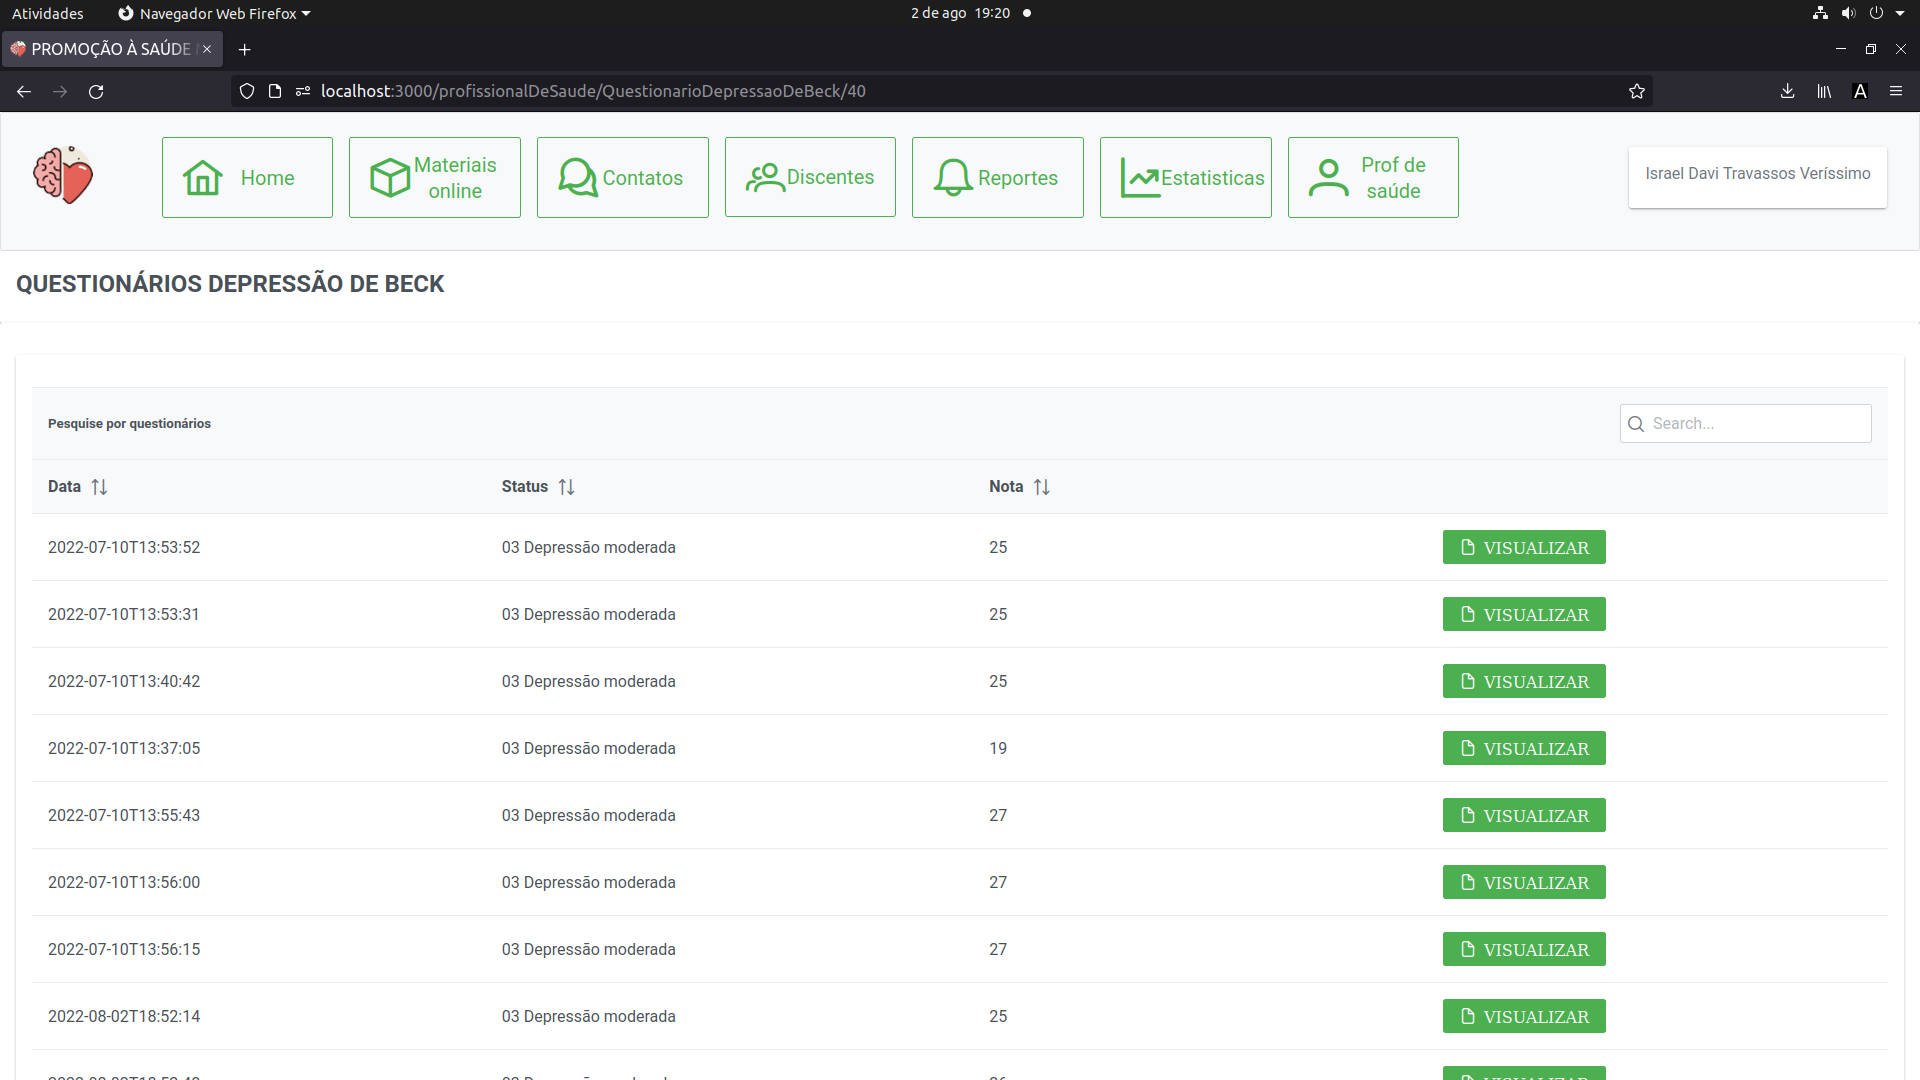 Atividades Navegador Web Firefox 2 de ago 19:20
PROMOÇÃO À SAÚDE
localhost:3000/profissionalDeSaude/QuestionarioDepressaoDeBeck/40
Home
Materiais
online
Contatos
Discentes
Reportes
Estatisticas
Prof de
saúde
Israel Davi Travassos Veríssimo
QUESTIONÁRIOS DEPRESSÃO DE BECK
Pesquise por questionários Search...
Data Status Nota
2022-07-10T13:53:52 03 Depressão moderada 25 VISUALIZAR
2022-07-10T13:53:31 03 Depressão moderada 25 VISUALIZAR
2022-07-10T13:40:42 03 Depressão moderada 25 VISUALIZAR
2022-07-10T13:37:05 03 Depressão moderada 19 VISUALIZAR
2022-07-10T13:55:43 03 Depressão moderada 27 VISUALIZAR
2022-07-10T13:56:00 03 Depressão moderada 27 VISUALIZAR
2022-07-10T13:56:15 03 Depressão moderada 27 VISUALIZAR
2022-08-02T18:52:14 03 Depressão moderada 25 VISUALIZAR